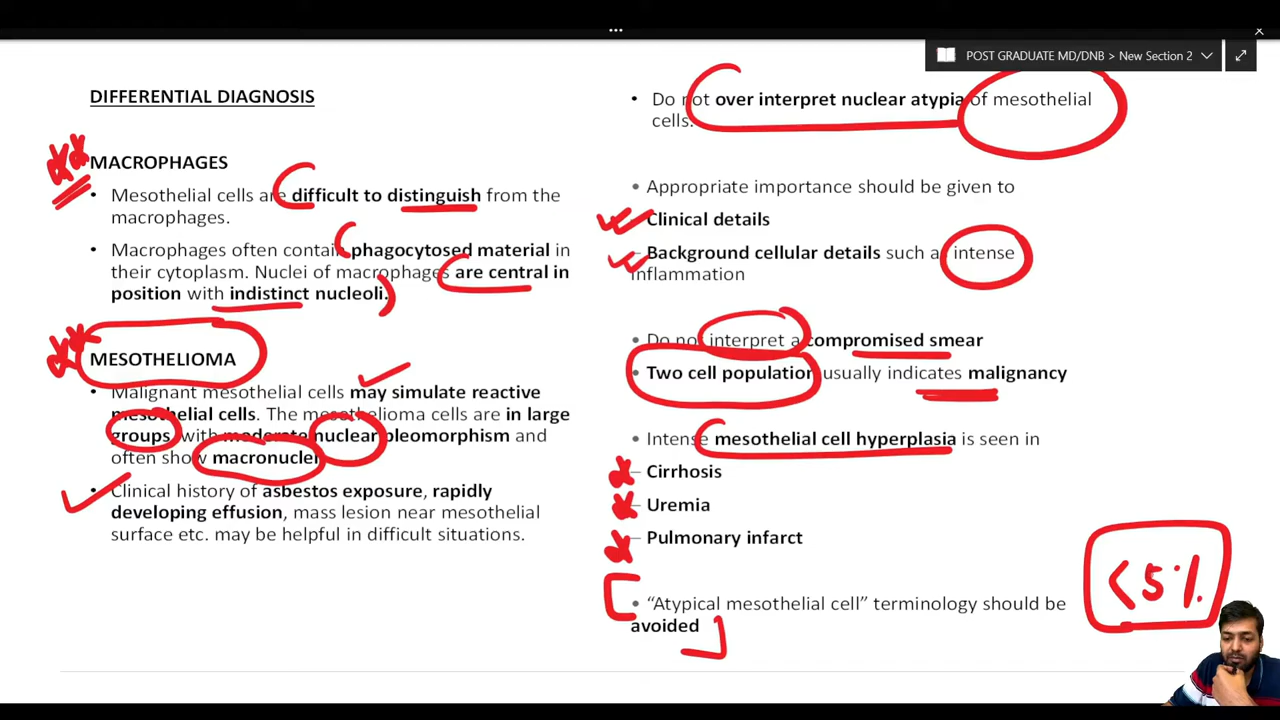 POST GRADUATE MD/DNB > New Section 2
DIFFERENTIAL DIAGNOSIS
MACROPHAGES
• Mesothelial cells are difficult to distinguish from the
macrophages.
• Macrophages often contain phagocytosed material in
their cytoplasm. Nuclei of macrophages are central in
position with indistinct nucleoli.
MESOTHELIOMA
• Malignant mesothelial cells may simulate reactive
mesothelial cells. The mesothelioma cells are in large
groups with moderate nuclear pleomorphism and
often show macronuclei
• Clinical history of asbestos exposure, rapidly
developing effusion, mass lesion near mesothelial
surface etc. may be helpful in difficult situations.
• Do not over interpret nuclear atypia of mesothelial
cells.
• Appropriate importance should be given to
– Clinical details
– Background cellular details such as intense
inflammation
• Do not interpret a compromised smear
• Two cell population usually indicates malignancy
• Intense mesothelial cell hyperplasia is seen in
– Cirrhosis
– Uremia
– Pulmonary infarct
• “Atypical mesothelial cell” terminology should be
avoided
<5%